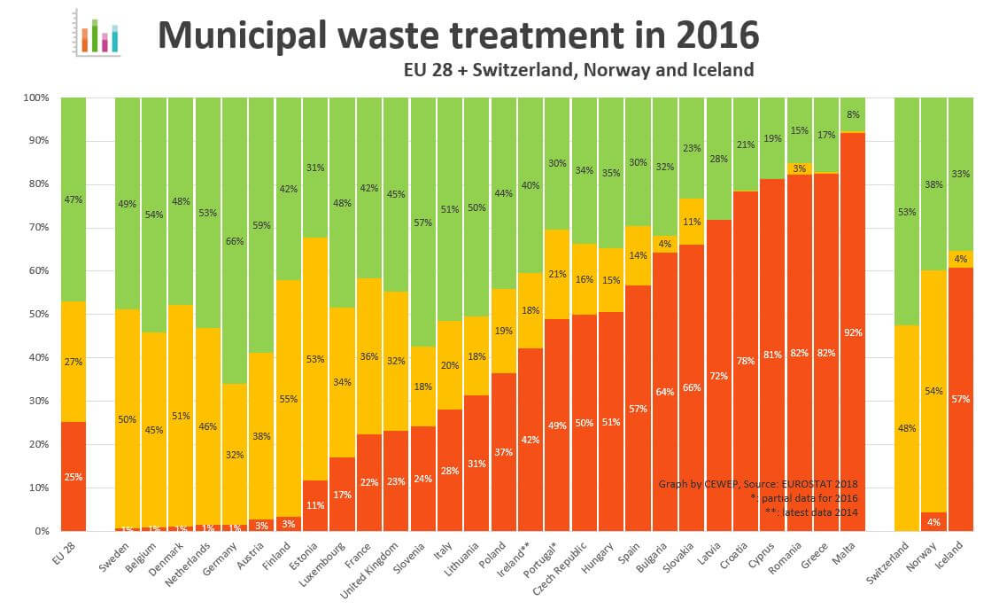 Municipal waste treatment in 2016
EU 28 + Switzerland, Norway and Iceland
100%
90%
80%
70%
60%
50%
40%
30%
20%
10%
0%
47% 49% 54% 48% 53% 66% 59% 42% 31% 48% 42% 45% 57% 51% 50% 44% 40% 30% 34% 35% 30% 32% 23% 28% 21% 19% 15% 17% 8% 53% 38% 33%
27% 50% 45% 51% 46% 32% 38% 55% 53% 34% 36% 32% 18% 20% 18% 19% 18% 21% 16% 15% 14% 4% 11% 3% 48% 54% 4%
25% 1% 1% 1% 1% 1% 3% 3% 11% 17% 22% 23% 24% 28% 31% 37% 42% 49% 50% 51% 57% 64% 66% 72% 78% 81% 82% 82% 92% 4% 57%
Graph by CEWEP, Source: EUROSTAT 2018
*: partial data for 2016
**: latest data 2014
EU 28
Sweden
Belgium
Denmark
Netherlands
Germany
Austria
Finland
Estonia
Luxembourg
France
United Kingdom
Slovenia
Italy
Lithuania
Poland
Ireland**
Portugal*
Czech Republic
Hungary
Spain
Bulgaria
Slovakia
Latvia
Croatia
Cyprus
Romania
Greece
Malta
Switzerland
Norway
Iceland